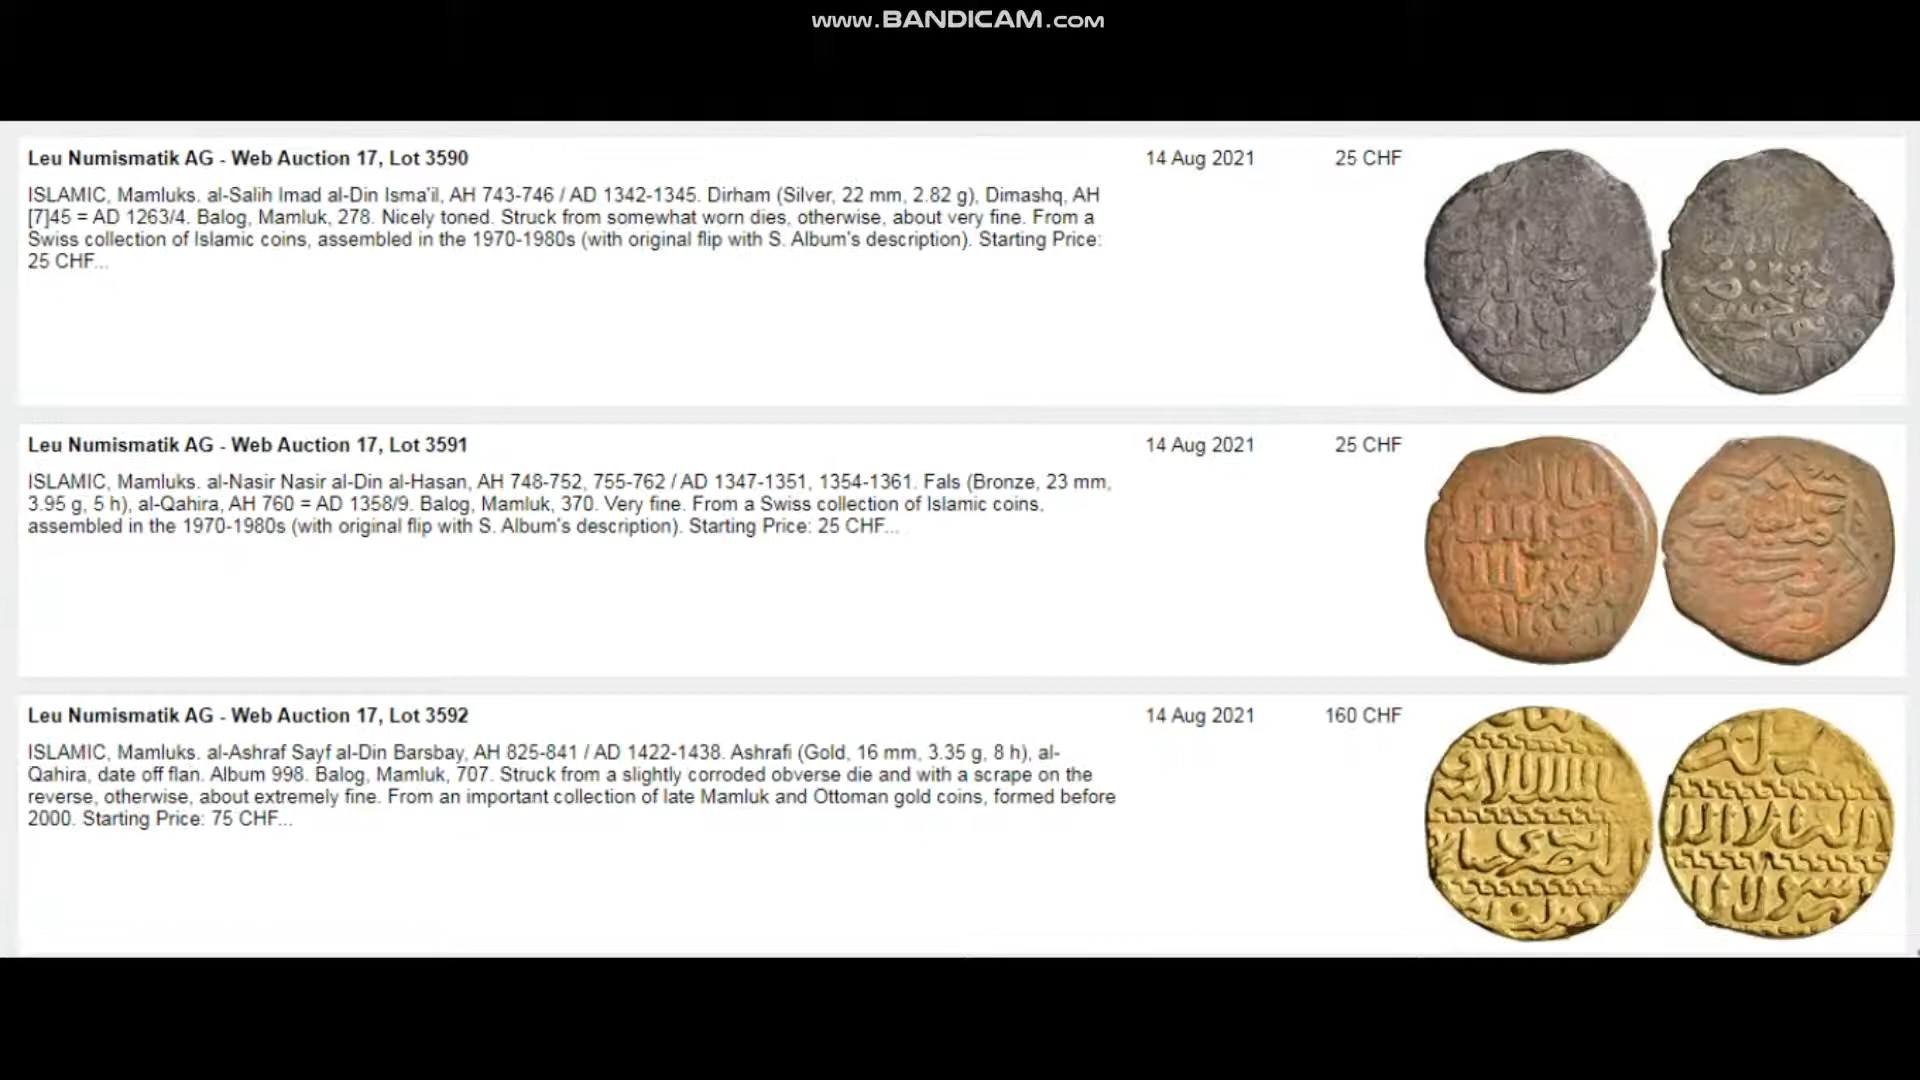 www.BANDICAM.com
Leu Numismatik AG - Web Auction 17, Lot 3590
14 Aug 2021
25 CHF
ISLAMIC, Mamluks. al-Salih Imad al-Din Isma'il, AH 743-746 / AD 1342-1345. Dirham (Silver, 22 mm, 2.82 g), Dimashq, AH
[7]45 = AD 1263/4. Balog, Mamluk, 278. Nicely toned. Struck from somewhat worn dies, otherwise, about very fine. From a
Swiss collection of Islamic coins, assembled in the 1970-1980s (with original flip with S. Album's description). Starting Price:
25 CHF...
Leu Numismatik AG - Web Auction 17, Lot 3591
14 Aug 2021
25 CHF
ISLAMIC, Mamluks. al-Nasir Nasir al-Din al-Hasan, AH 748-752, 755-762 / AD 1347-1351, 1354-1361. Fals (Bronze, 23 mm,
3.95 g, 5 h), al-Qahira, AH 760 = AD 1358/9. Balog, Mamluk, 370. Very fine. From a Swiss collection of Islamic coins,
assembled in the 1970-1980s (with original flip with S. Album's description). Starting Price: 25 CHF...
Leu Numismatik AG - Web Auction 17, Lot 3592
14 Aug 2021
160 CHF
ISLAMIC, Mamluks. al-Ashraf Sayf al-Din Barsbay, AH 825-841 / AD 1422-1438. Ashrafi (Gold, 16 mm, 3.35 g, 8 h), al-
Qahira, date off flan. Album 998. Balog, Mamluk, 707. Struck from a slightly corroded obverse die and with a scrape on the
reverse, otherwise, about extremely fine. From an important collection of late Mamluk and Ottoman gold coins, formed before
2000. Starting Price: 75 CHF...